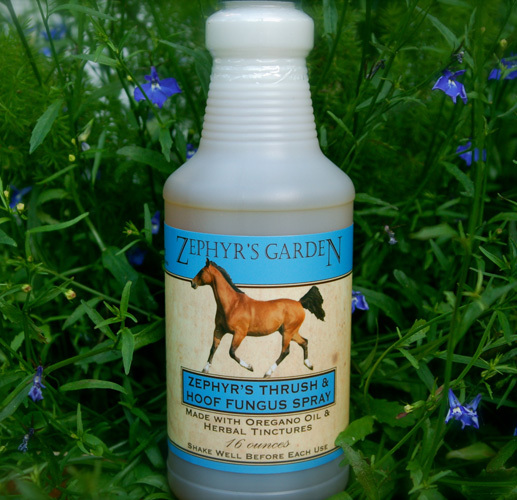 ZEPHYR'S GARDEN
ZEPHYR'S THRUSH &
HOOF FUNGUS SPRAY
MADE WITH OREGANO OIL &
HERBAL TINCTURES
16 ounces
SHAKE WELL BEFORE EACH USE